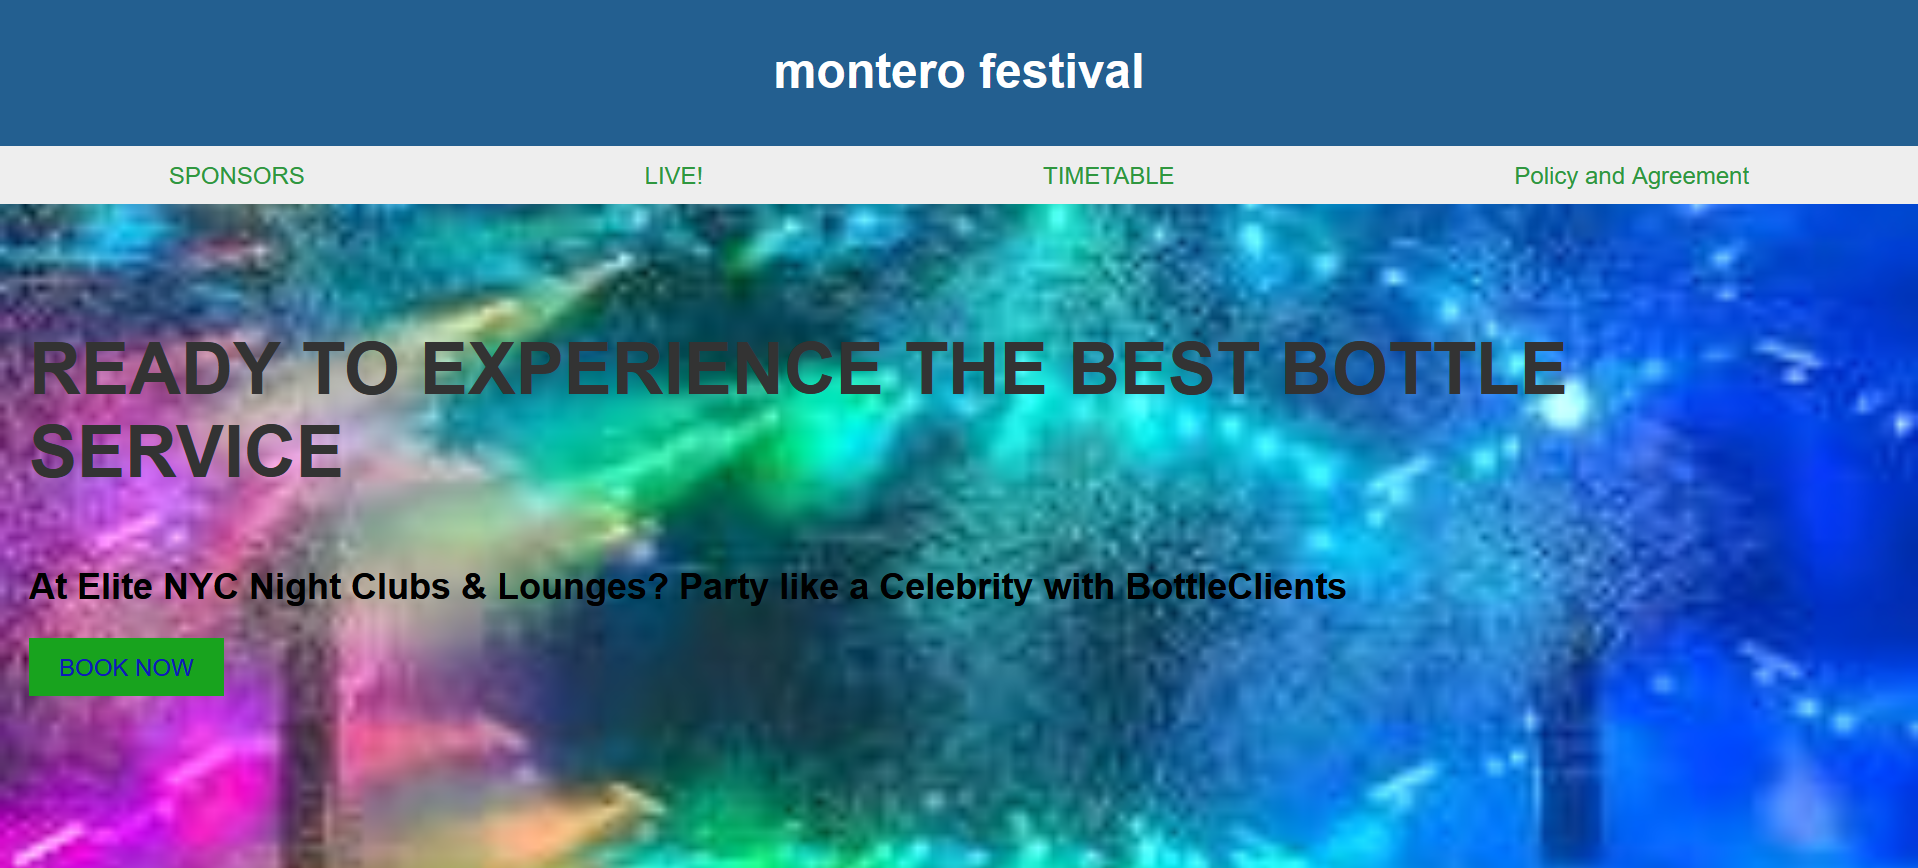 montero festival
SPONSORS
LIVE!
TIMETABLE
Policy and Agreement
READY TO EXPERIENCE THE BEST BOTTLE
SERVICE
At Elite NYC Night Clubs & Lounges? Party like a Celebrity with BottleClients
BOOK NOW